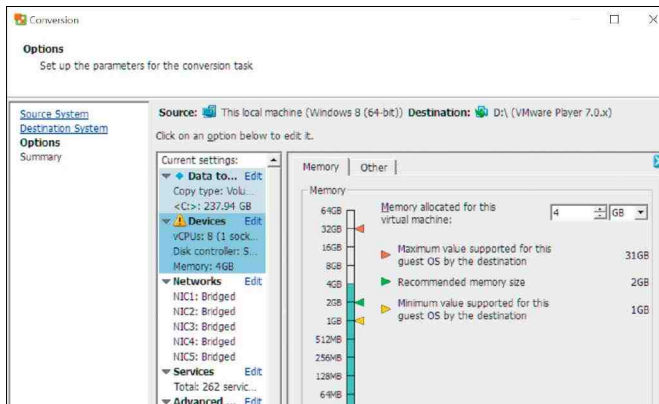 Conversion
Options
Set up the parameters for the conversion task
Source System
Destination System
Options
Summary
Source: This local machine (Windows 8 (64-bit)) Destination: D:\ (VMware Player 7.0.x)
Click on an option below to edit it.
Current settings:
Data to... Edit
Copy type: Volu...
<C:>: 237.94 GB
Devices Edit
vCPUs: 8 (1 sock...
Disk controller: S...
Memory: 4GB
Networks Edit
NIC1: Bridged
NIC2: Bridged
NIC3: Bridged
NIC4: Bridged
NIC5: Bridged
Services Edit
Total: 262 servic...
Advanced ... Edit
Memory Other
Memory
64GB
32GB
16GB
8GB
4GB
2GB
1GB
512MB
256MB
128MB
64MB
Memory allocated for this
virtual machine:
4 GB
Maximum value supported for this
guest OS by the destination
31GB
Recommended memory size 2GB
Minimum value supported for this
guest OS by the destination
1GB